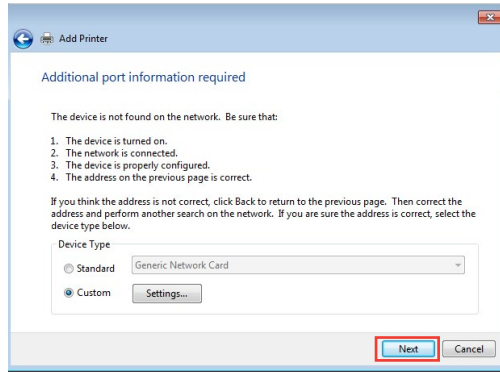 Add Printer
Additional port information required
The device is not found on the network. Be sure that:
1. The device is turned on.
2. The network is connected.
3. The device is properly configured.
4. The address on the previous page is correct.
If you think the address is not correct, click Back to return to the previous page. Then correct the
address and perform another search on the network. If you are sure the address is correct, select the
device type below.
Device Type
Standard Generic Network Card
Custom Settings...
Next Cancel